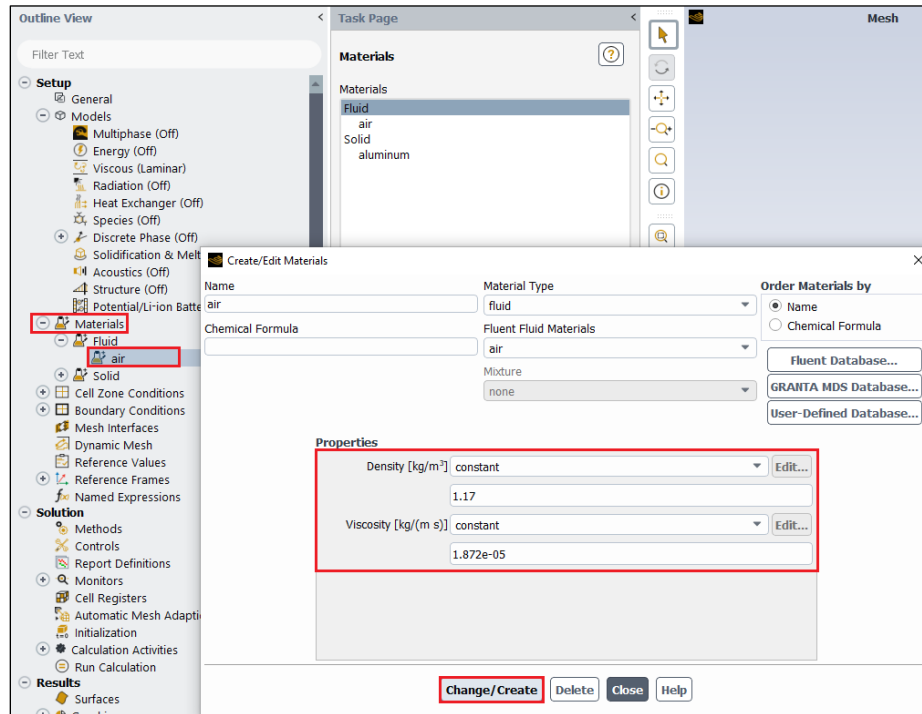 Outline View
Filter Text
Setup
General
Models
Multiphase (Off)
Energy (Off)
Viscous (Laminar)
Radiation (Off)
Heat Exchanger (Off)
Species (Off)
Discrete Phase (Off)
Solidification & Melt
Acoustics (Off)
Structure (Off)
Potential/Li-ion Batte
Materials
Fluid
air
Solid
Cell Zone Conditions
Boundary Conditions
Mesh Interfaces
Dynamic Mesh
Reference Values
Reference Frames
Named Expressions
Solution
Methods
Controls
Report Definitions
Monitors
Cell Registers
Automatic Mesh Adapti
Initialization
Calculation Activities
Run Calculation
Results
Surfaces
Task Page
Materials
Materials
Fluid
air
Solid
aluminum
Mesh
Create/Edit Materials
Name
air
Chemical Formula
Material Type
fluid
Fluent Fluid Materials
air
Mixture
none
Order Materials by
Name
Chemical Formula
Fluent Database...
GRANTA MDS Database...
User-Defined Database...
Properties
Density [kg/m³] constant Edit...
1.17
Viscosity [kg/(m s)] constant Edit...
1.872e-05
Change/Create Delete Close Help